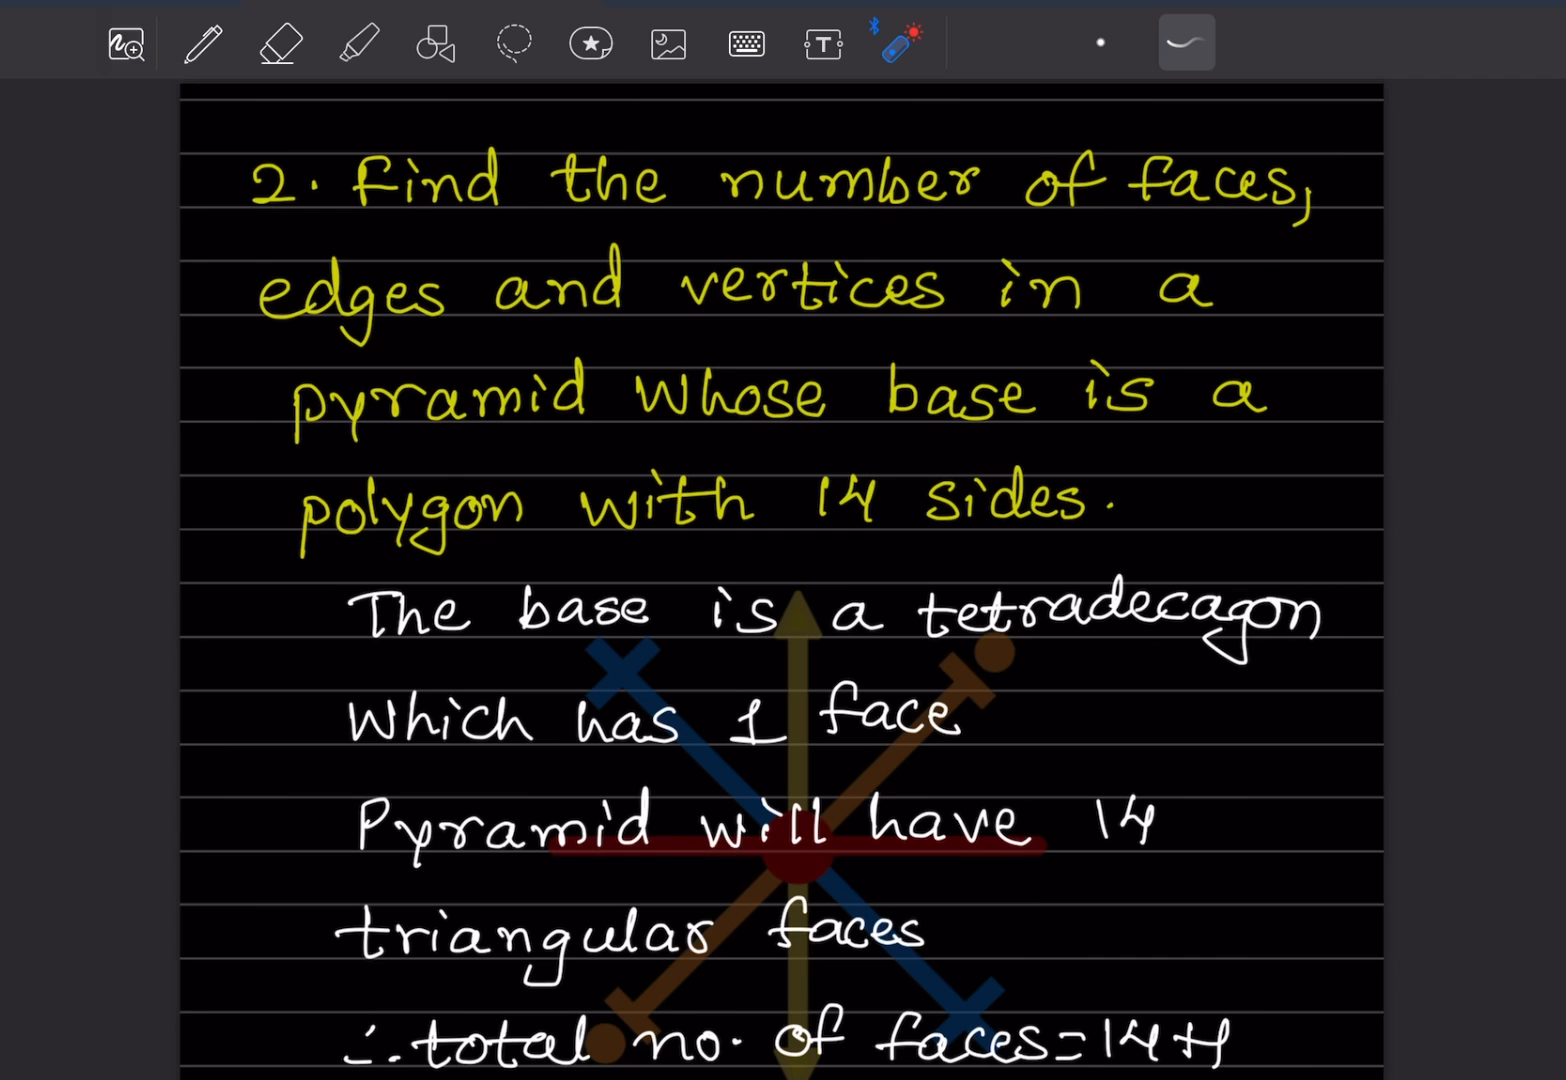 2. Find the number of faces,
edges and vertices in a
pyramid whose base is a
polygon with 14 sides.
The base is a tetradecagon
which has 1 face
Pyramid will have 14
triangular faces
∴ total no. of faces = 14+1